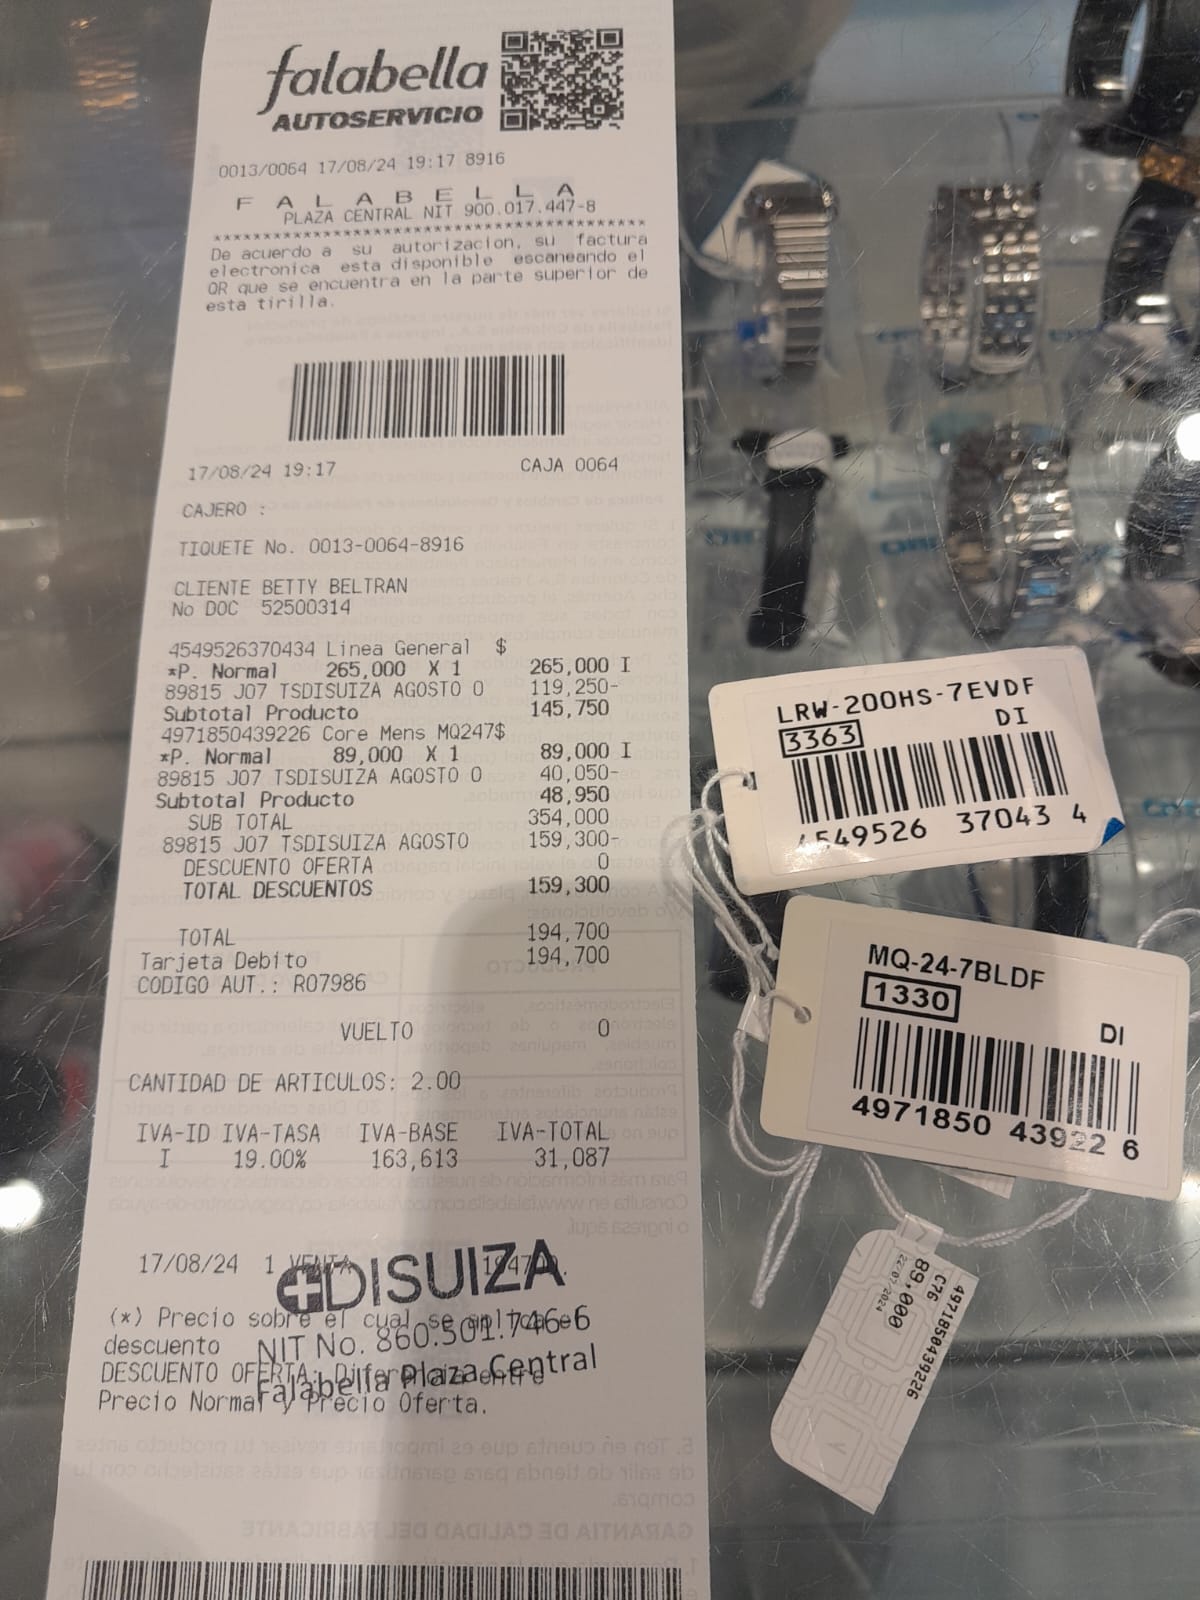 falabella
AUTOSERVICIO
0013/0064 17/08/24 19:17 8916
F A L A B E L L A
PLAZA CENTRAL NIT 900.017.447-8
****************************************
De acuerdo a su autorizacion, su factura
electronica esta disponible escaneando el
QR que se encuentra en la parte superior de
esta tirilla.
17/08/24 19:17 CAJA 0064
CAJERO :
TIQUETE No. 0013-0064-8916
CLIENTE BETTY BELTRAN
No DOC 52500314
4549526370434 Linea General $
*P. Normal 265,000 X 1 265,000 I
89815 J07 TSDISUIZA AGOSTO 0 119,250-
Subtotal Producto 145,750
4971850439226 Core Mens MQ247$
*P. Normal 89,000 X 1 89,000 I
89815 J07 TSDISUIZA AGOSTO 0 40,050-
Subtotal Producto 48,950
SUB TOTAL 354,000
89815 J07 TSDISUIZA AGOSTO 159,300-
DESCUENTO OFERTA 0
TOTAL DESCUENTOS 159,300
TOTAL 194,700
Tarjeta Debito 194,700
CODIGO AUT.: R07986
VUELTO 0
CANTIDAD DE ARTICULOS: 2.00
IVA-ID IVA-TASA IVA-BASE IVA-TOTAL
I 19.00% 163,613 31,087
17/08/24 1 VENTA
DISUIZA
(*) Precio sobre el cual se aplica el
descuento
NIT No. 860.501.746-6
DESCUENTO OFERTA: Diferencia entre
Falabella Plaza Central
Precio Normal y Precio Oferta.
LRW-200HS-7EVDF
3363 DI
4549526 37043 4
MQ-24-7BLDF
1330
DI
4971850 43922 6
4971850439226
C76
89,000
22/07/2024